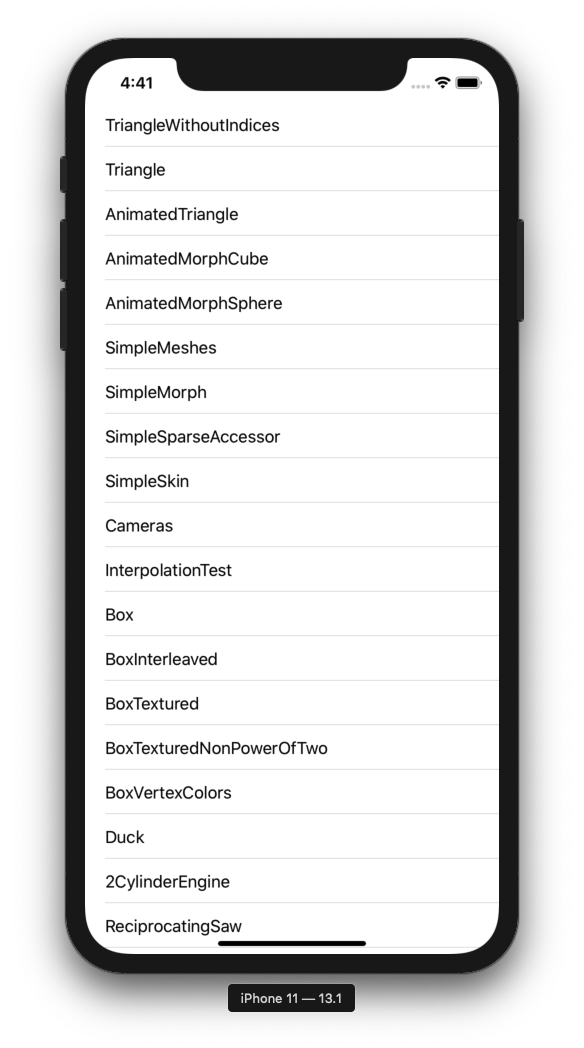 4:41
TriangleWithoutIndices
Triangle
AnimatedTriangle
AnimatedMorphCube
AnimatedMorphSphere
SimpleMeshes
SimpleMorph
SimpleSparseAccessor
SimpleSkin
Cameras
InterpolationTest
Box
BoxInterleaved
BoxTextured
BoxTexturedNonPowerOfTwo
BoxVertexColors
Duck
2CylinderEngine
ReciprocatingSaw
iPhone 11 — 13.1